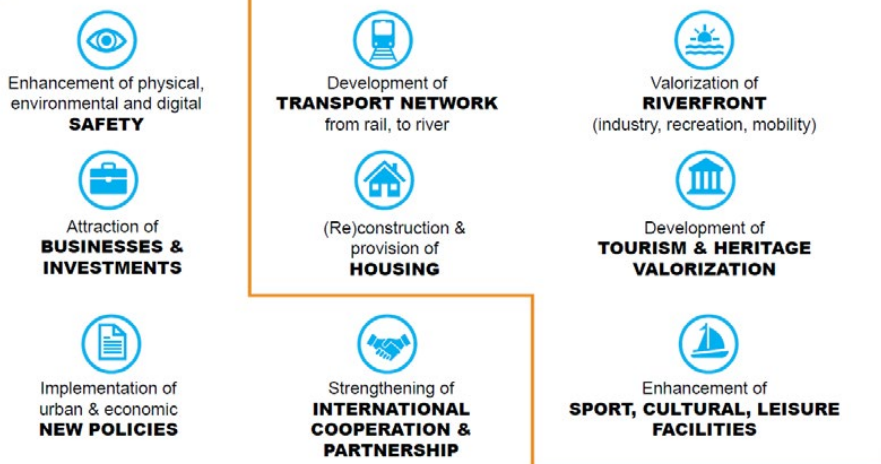 Enhancement of physical,
environmental and digital
SAFETY
Development of
TRANSPORT NETWORK
from rail, to river
Valorization of
RIVERFRONT
(industry, recreation, mobility)
Attraction of
BUSINESSES &
INVESTMENTS
(Re)construction &
provision of
HOUSING
Development of
TOURISM & HERITAGE
VALORIZATION
Implementation of
urban & economic
NEW POLICIES
Strengthening of
INTERNATIONAL
COOPERATION &
PARTNERSHIP
Enhancement of
SPORT, CULTURAL, LEISURE
FACILITIES